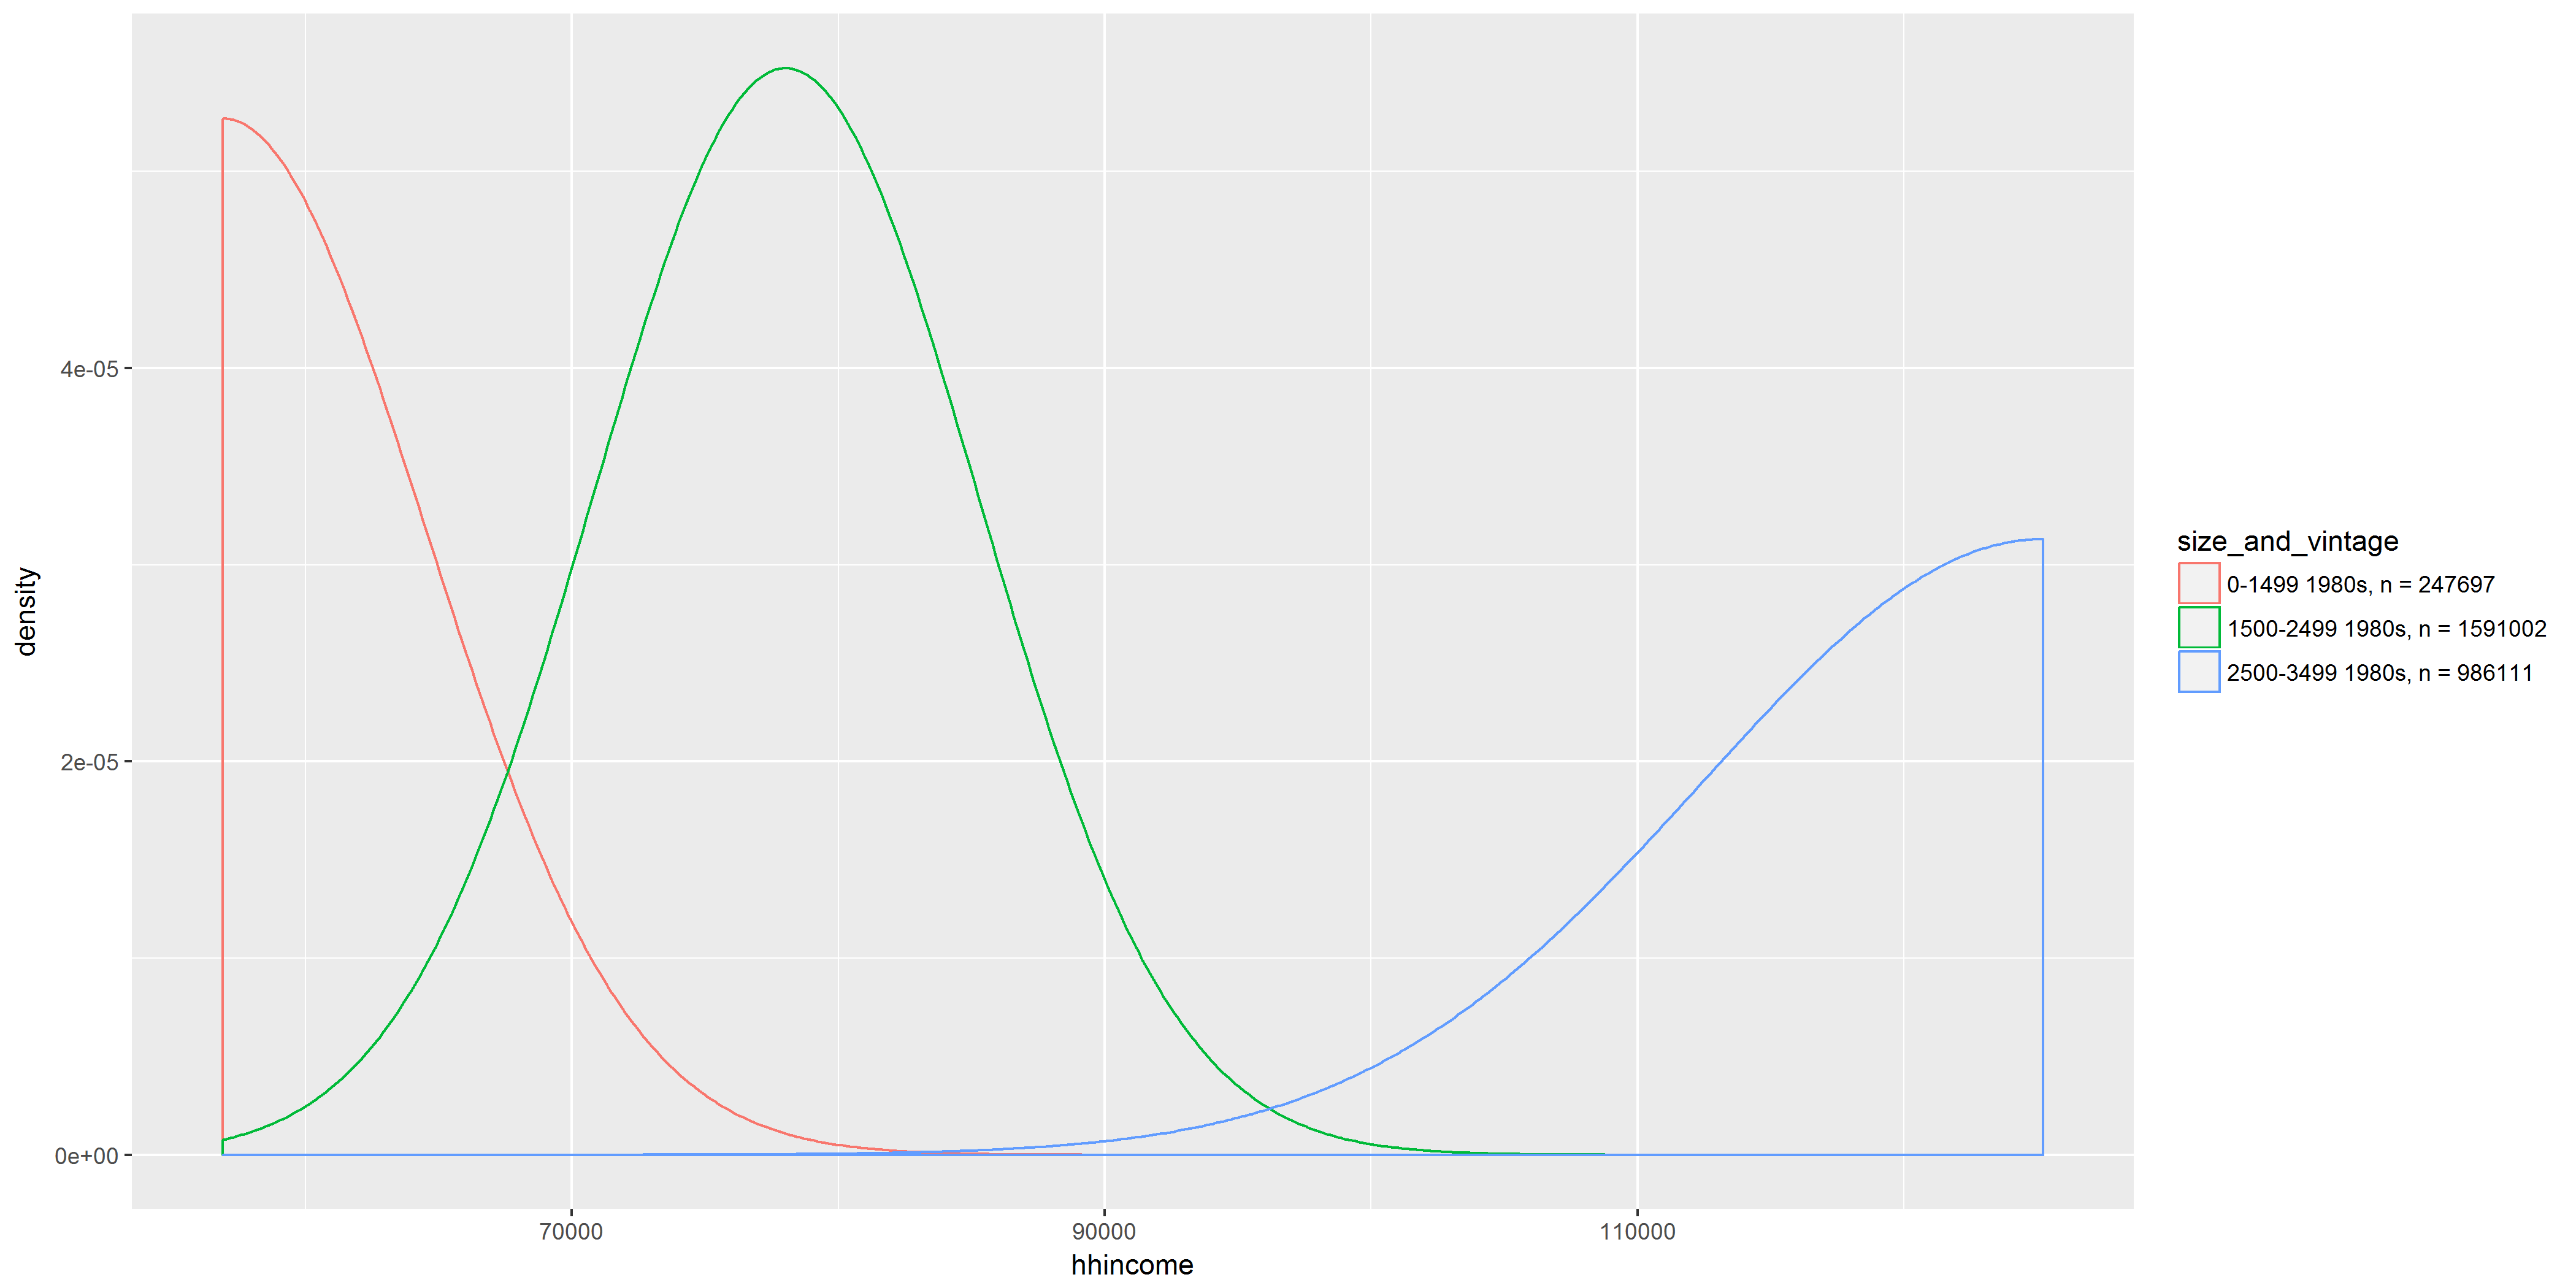 density
4e-05
2e-05
0e+00
70000
90000
110000
hhincome
size_and_vintage
0-1499 1980s, n = 247697
1500-2499 1980s, n = 1591002
2500-3499 1980s, n = 986111